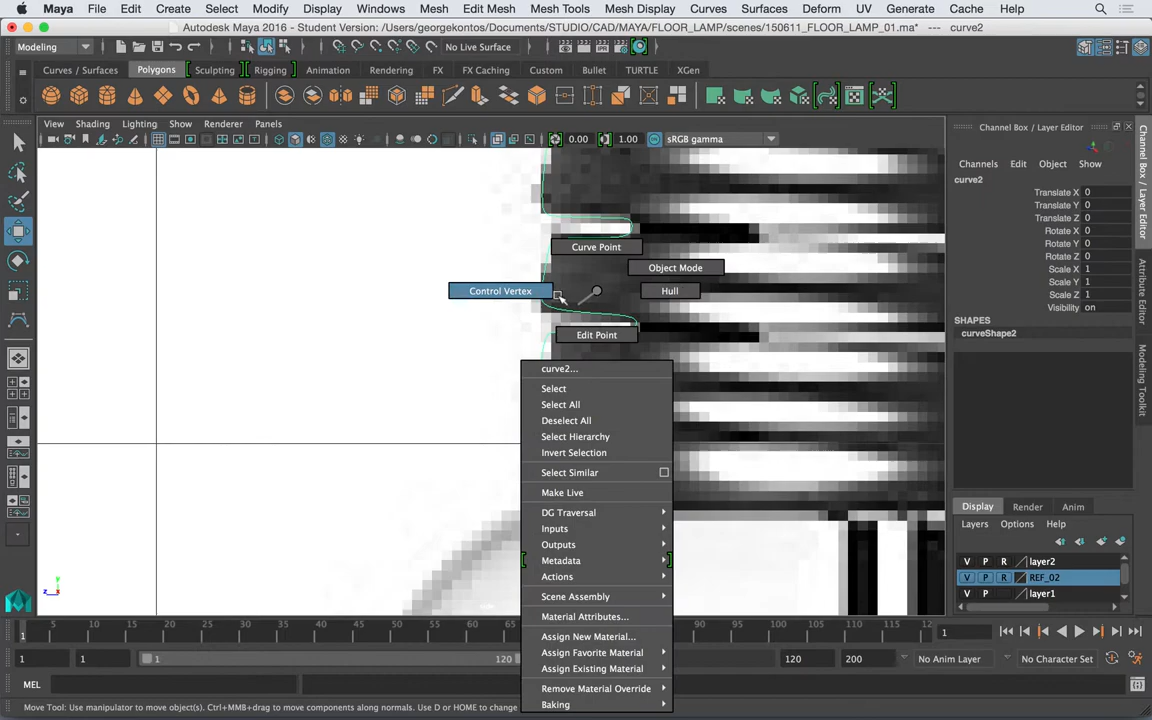 Maya File Edit Create Select Modify Display Windows Mesh Edit Mesh Mesh Tools Mesh Display Curves Surfaces Deform UV Generate Cache Help
Autodesk Maya 2016 - Student Version: /Users/georgekontos/Documents/STUDIO/CAD/MAYA/FLOOR_LAMP/scenes/150611_FLOOR_LAMP_01.ma* --- curve2
Modeling No Live Surface
Curves / Surfaces Polygons Sculpting Rigging Animation Rendering FX FX Caching Custom Bullet TURTLE XGen
View Shading Lighting Show Renderer Panels
0.00 1.00 sRGB gamma
Channel Box / Layer Editor
Channels Edit Object Show
curve2
Translate X 0
Translate Y 0
Translate Z 0
Rotate X 0
Rotate Y 0
Rotate Z 0
Scale X 1
Scale Y 1
Scale Z 1
Visibility on
SHAPES
curveShape2
Channel Box / Layer Editor
Attribute Editor
Modeling Toolkit
Curve Point
Object Mode
Control Vertex
Hull
Edit Point
curve2...
Select
Select All
Deselect All
Select Hierarchy
Invert Selection
Select Similar
Make Live
DG Traversal
Inputs
Outputs
Metadata
Actions
Scene Assembly
Material Attributes...
Assign New Material...
Assign Favorite Material
Assign Existing Material
Remove Material Override
Baking
Display Render Anim
Layers Options Help
V P R layer2
V P R REF_02
V P layer1
y
z x
1 5 10 15 20 25 30 35 40 45 50 55 75 80 85 90 95 100 105 110 115 12 1
1 1 1 120 120 200 No Anim Layer No Character Set
MEL
Move Tool: Use manipulator to move object(s). Ctrl+MMB+drag to move components along normals. Use D or HOME to change